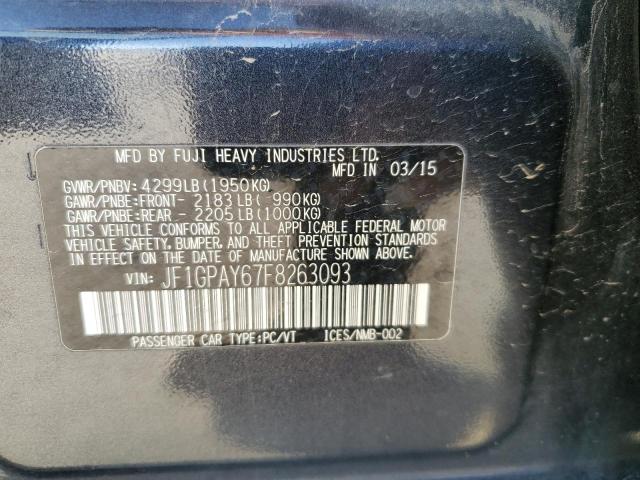 MFD BY FUJI HEAVY INDUSTRIES LTD.
MFD IN 03/15
GVWR/PNBV: 4299LB(1950KG)
GAWR/PNBE:FRONT- 2183LB( 990KG)
GAWR/PNBE:REAR - 2205LB(1000KG)
THIS VEHICLE CONFORMS TO ALL APPLICABLE FEDERAL MOTOR
VEHICLE SAFETY, BUMPER, AND THEFT PREVENTION STANDARDS
IN EFFECT ON THE DATE OF MANUFACTURE SHOWN ABOVE.
VIN: JF1GPAY67F8263093
PASSENGER CAR TYPE:PC/VT ICES/NMB-002